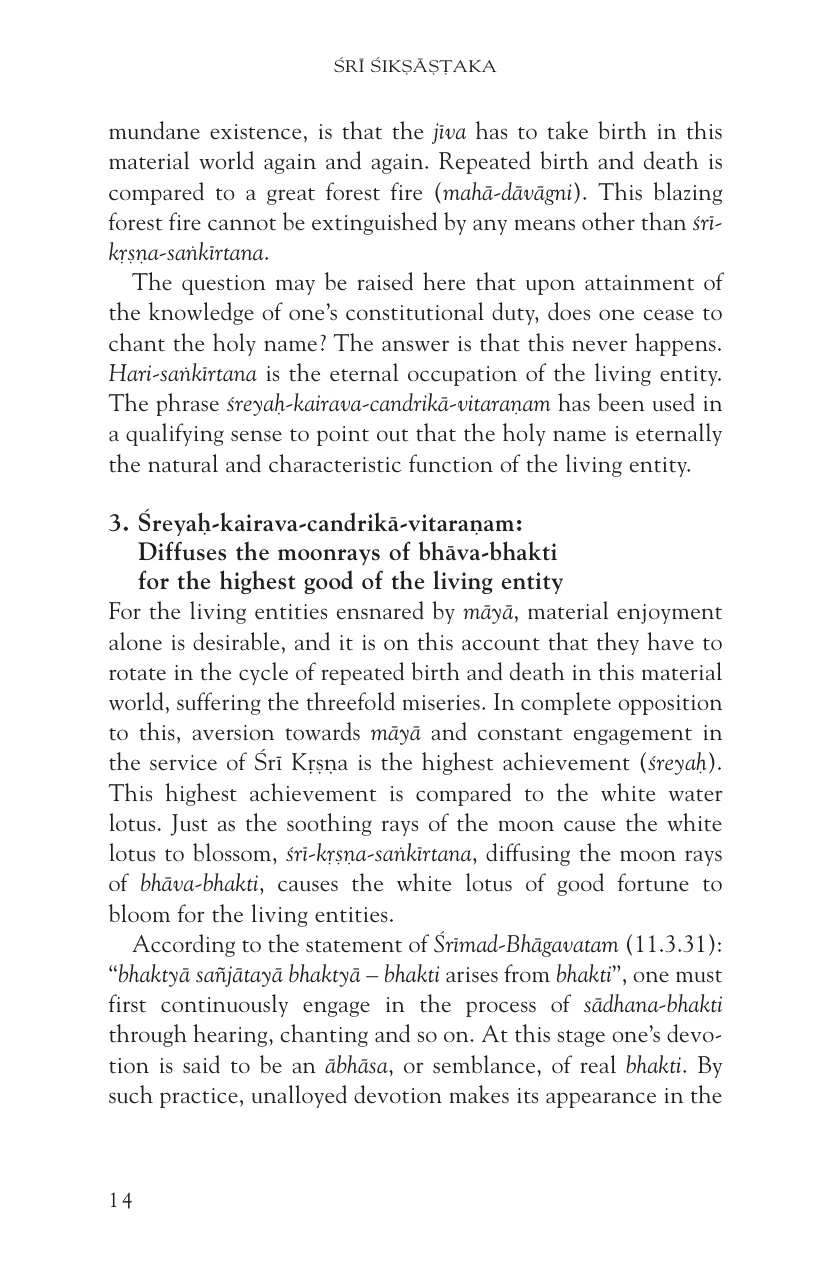 ŚRĪ ŚIKṢĀṢṬAKA
mundane existence, is that the jīva has to take birth in this
material world again and again. Repeated birth and death is
compared to a great forest fire (mahā-dāvāgni). This blazing
forest fire cannot be extinguished by any means other than śrī-
kṛṣṇa-saṅkīrtana.
The question may be raised here that upon attainment of
the knowledge of one’s constitutional duty, does one cease to
chant the holy name? The answer is that this never happens.
Hari-saṅkīrtana is the eternal occupation of the living entity.
The phrase śreyaḥ-kairava-candrikā-vitaraṇam has been used in
a qualifying sense to point out that the holy name is eternally
the natural and characteristic function of the living entity.
3. Śreyaḥ-kairava-candrikā-vitaraṇam:
Diffuses the moonrays of bhāva-bhakti
for the highest good of the living entity
For the living entities ensnared by māyā, material enjoyment
alone is desirable, and it is on this account that they have to
rotate in the cycle of repeated birth and death in this material
world, suffering the threefold miseries. In complete opposition
to this, aversion towards māyā and constant engagement in
the service of Śrī Kṛṣṇa is the highest achievement (śreyaḥ).
This highest achievement is compared to the white water
lotus. Just as the soothing rays of the moon cause the white
lotus to blossom, śrī-kṛṣṇa-saṅkīrtana, diffusing the moon rays
of bhāva-bhakti, causes the white lotus of good fortune to
bloom for the living entities.
According to the statement of Śrīmad-Bhāgavatam (11.3.31):
“bhaktyā sañjātayā bhaktyā – bhakti arises from bhakti”, one must
first continuously engage in the process of sādhana-bhakti
through hearing, chanting and so on. At this stage one’s devo-
tion is said to be an ābhāsa, or semblance, of real bhakti. By
such practice, unalloyed devotion makes its appearance in the
14